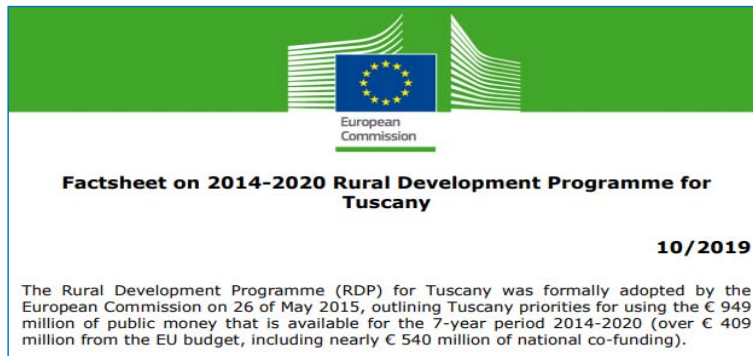 European
Commission
Factsheet on 2014-2020 Rural Development Programme for
Tuscany
10/2019
The Rural Development Programme (RDP) for Tuscany was formally adopted by the
European Commission on 26 of May 2015, outlining Tuscany priorities for using the € 949
million of public money that is available for the 7-year period 2014-2020 (over € 409
million from the EU budget, including nearly € 540 million of national co-funding).